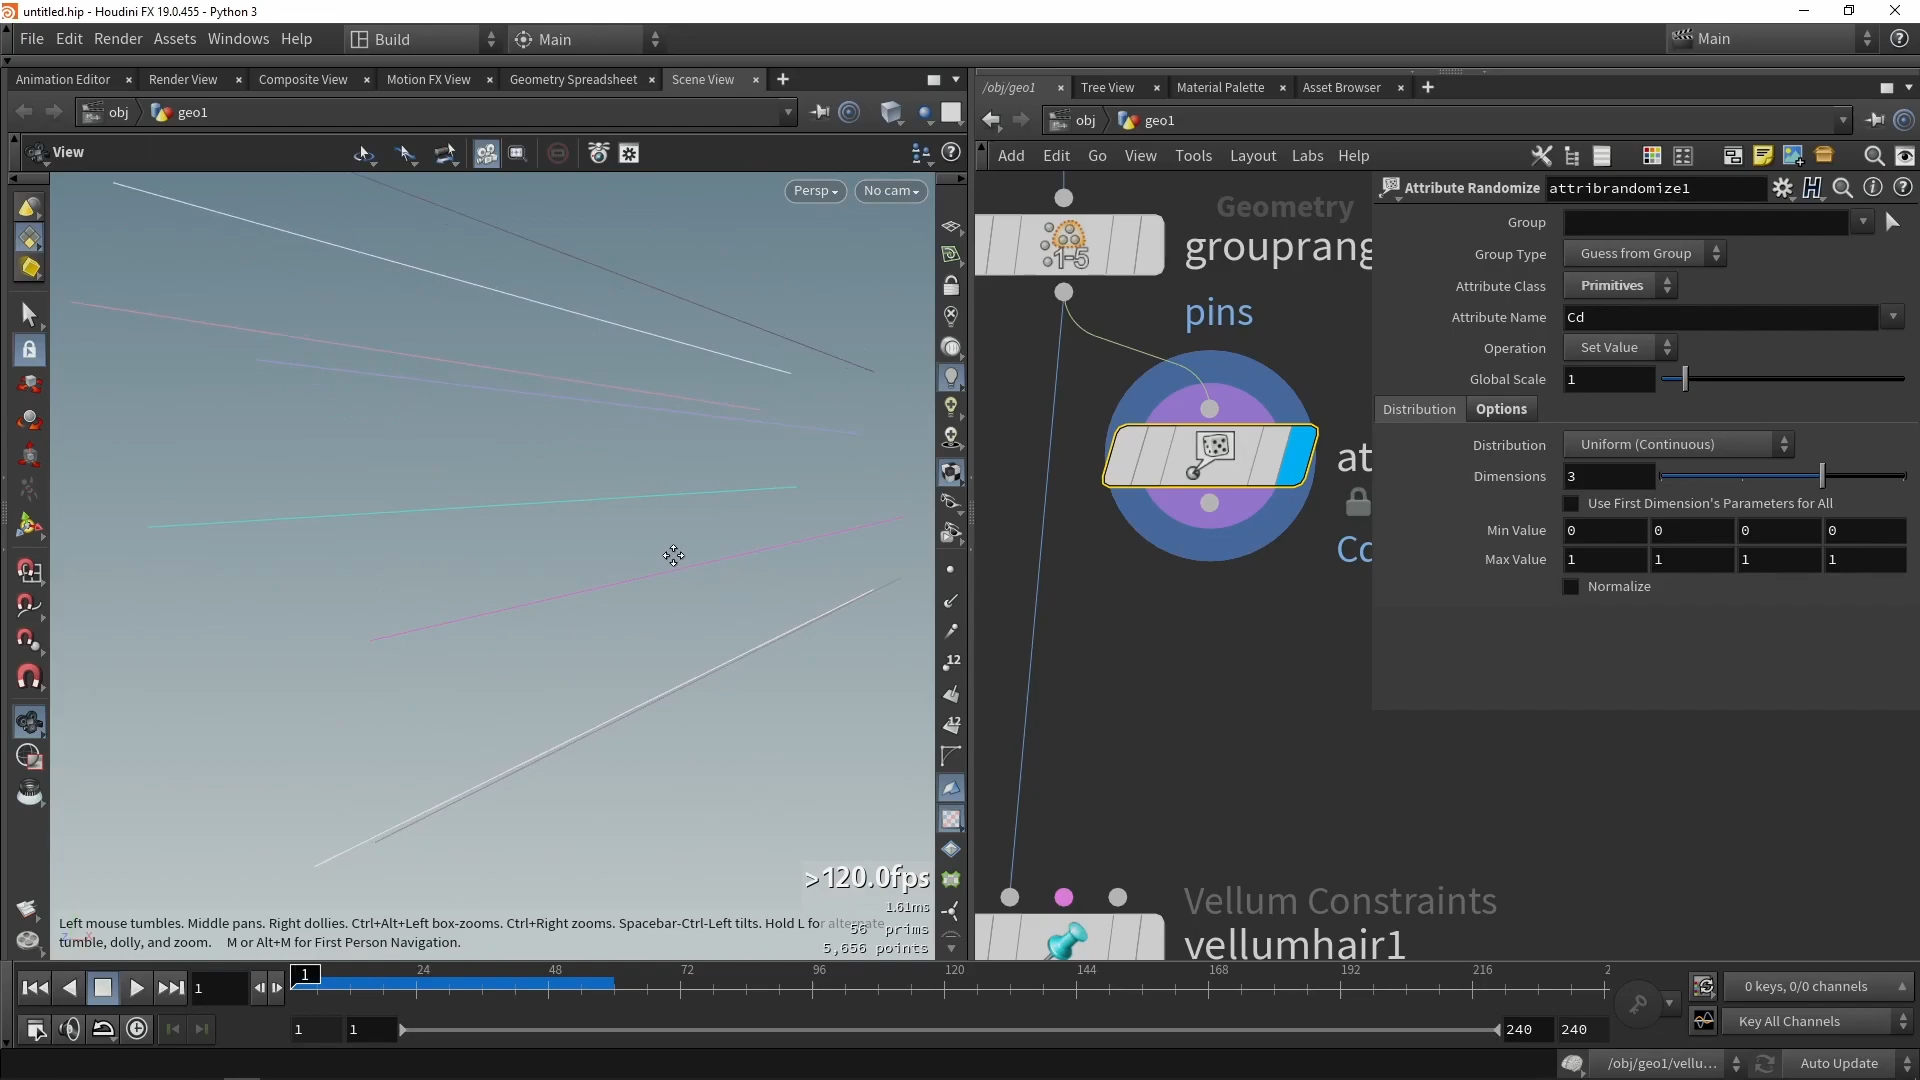 untitled.hip - Houdini FX 19.0.455 - Python 3
File Edit Render Assets Windows Help
Build
Main
Main
Animation Editor × Render View × Composite View × Motion FX View × Geometry Spreadsheet × Scene View × +
/obj/geo1 × Tree View × Material Palette × Asset Browser × +
obj geo1
obj geo1
View
Add Edit Go View Tools Layout Labs Help
Persp
No cam
Geometry
grouprang
1-5
pins
at
Cd
Attribute Randomize attribrandomize1
Group
Group Type Guess from Group
Attribute Class Primitives
Attribute Name Cd
Operation Set Value
Global Scale 1
Distribution Options
Distribution Uniform (Continuous)
Dimensions 3
Use First Dimension's Parameters for All
Min Value 0 0 0 0
Max Value 1 1 1 1
Normalize
12
12
Vellum Constraints
vellumhair1
>120.0fps
1.61ms
56 prims
5,656 points
Left mouse tumbles. Middle pans. Right dollies. Ctrl+Alt+Left box-zooms. Ctrl+Right zooms. Spacebar-Ctrl-Left tilts. Hold L for alternate
tumble, dolly, and zoom. M or Alt+M for First Person Navigation.
1
1 24 48 72 96 120 144 168 192 216 2
0 keys, 0/0 channels
1 1 240 240
Key All Channels
/obj/geo1/vellu...
Auto Update